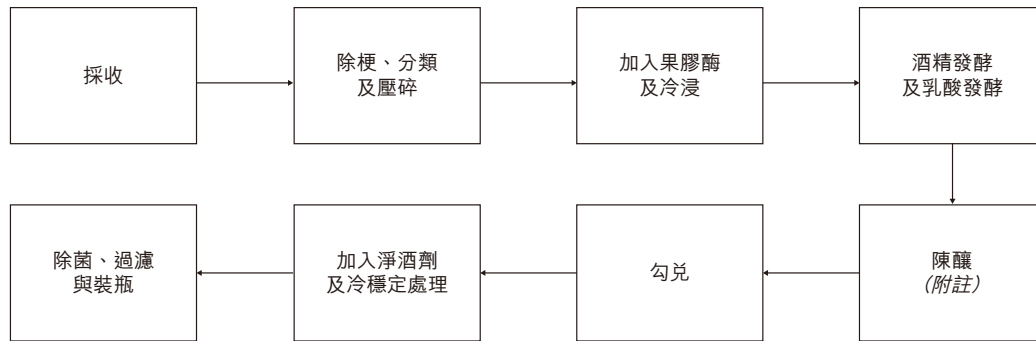 採收
除梗、分類
及壓碎
加入果膠酶
及冷浸
酒精發酵
及乳酸發酵
陳釀
（附註）
勾兌
加入淨酒劑
及冷穩定處理
除菌、過濾
與裝瓶